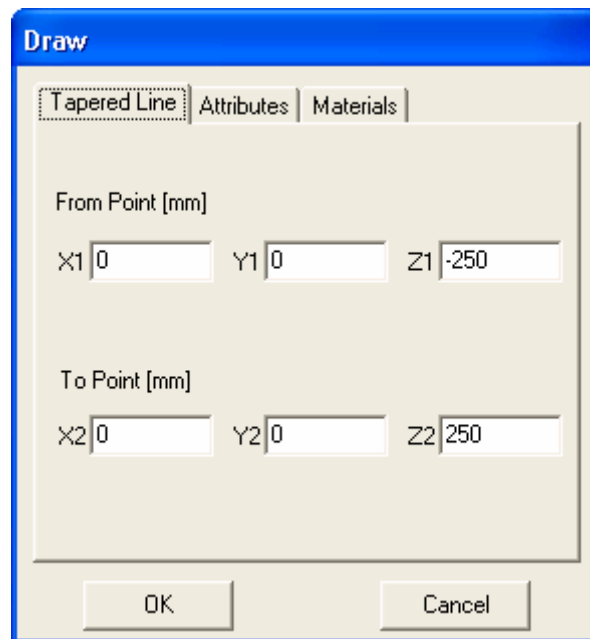 Draw
Tapered Line Attributes Materials
From Point [mm]
X1 0 Y1 0 Z1 -250
To Point [mm]
X2 0 Y2 0 Z2 250
OK Cancel